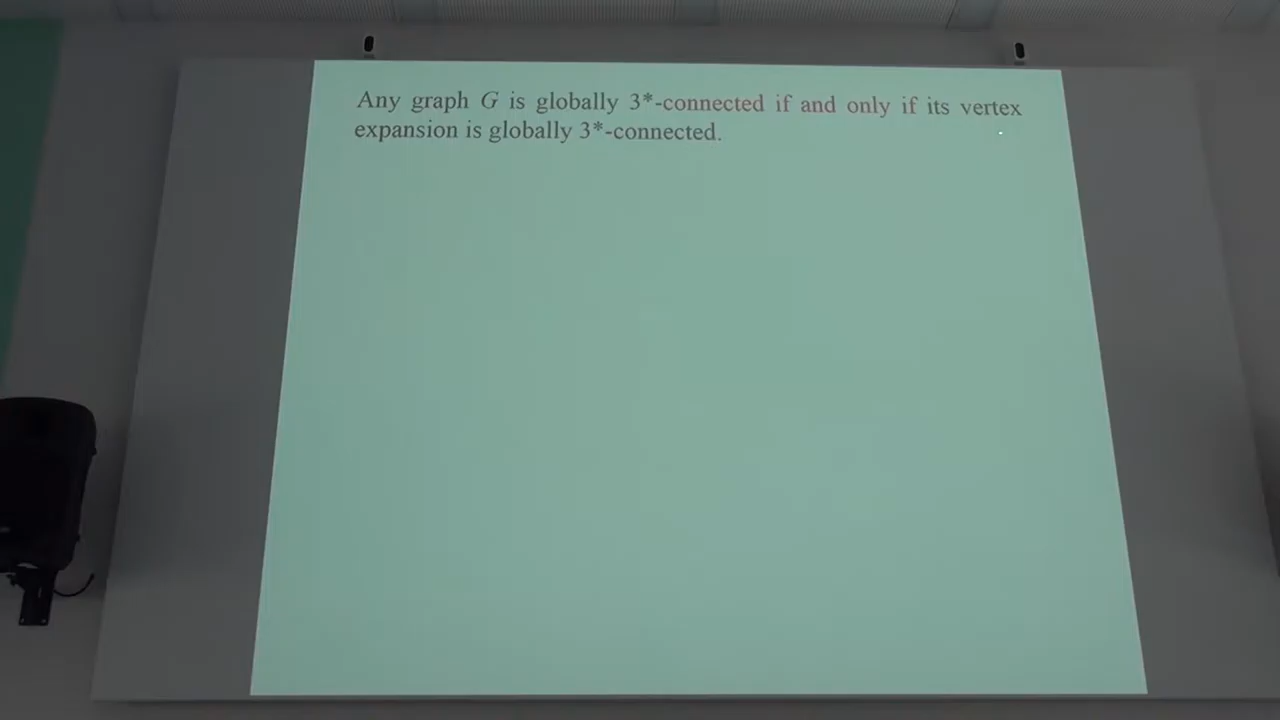 Any graph G is globally 3*-connected if and only if its vertex
expansion is globally 3*-connected.